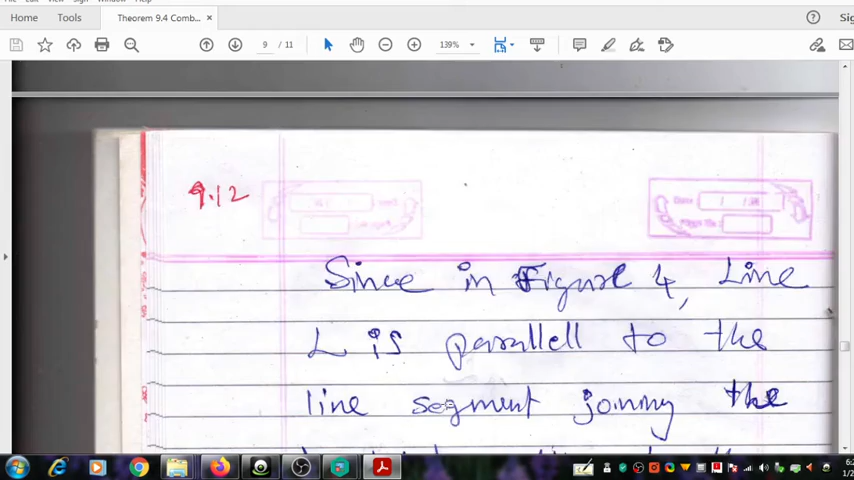 Home Tools Theorem 9.4 Comb... ×
9 / 11 139%
9.12
Since in Figure 4, Line
L is parallell to the
line segment joining the